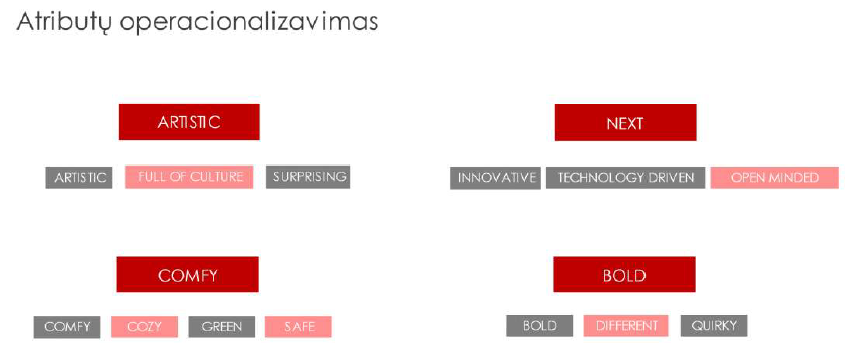 Atributų operacionalizavimas
ARTISTIC
NEXT
ARTISTIC FULL OF CULTURE SURPRISING
INNOVATIVE TECHNOLOGY DRIVEN OPEN MINDED
COMFY
BOLD
COMFY COZY GREEN SAFE
BOLD DIFFERENT QUIRKY